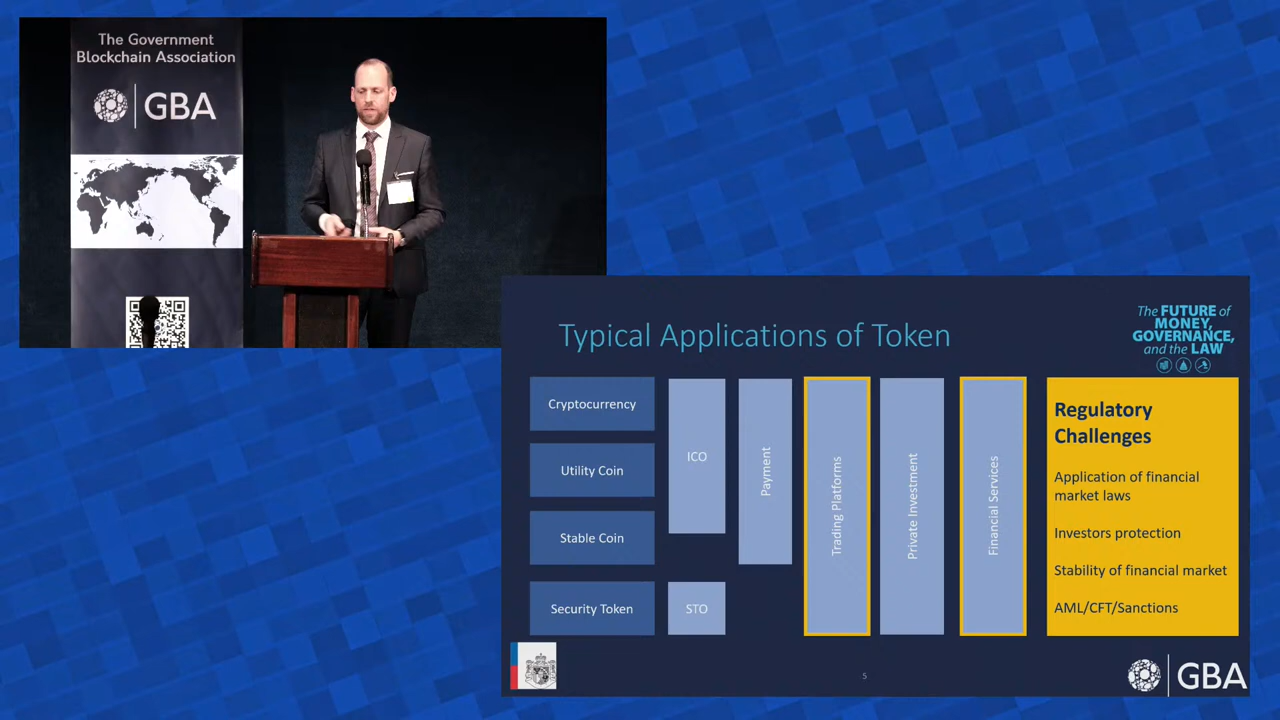 The Government
Blockchain Association
GBA
Typical Applications of Token
The FUTURE of
MONEY,
GOVERNANCE,
and the LAW
Cryptocurrency
Utility Coin
Stable Coin
Security Token
ICO
STO
Payment
Trading Platforms
Private Investment
Financial Services
Regulatory
Challenges
Application of financial
market laws
Investors protection
Stability of financial market
AML/CFT/Sanctions
5
GBA